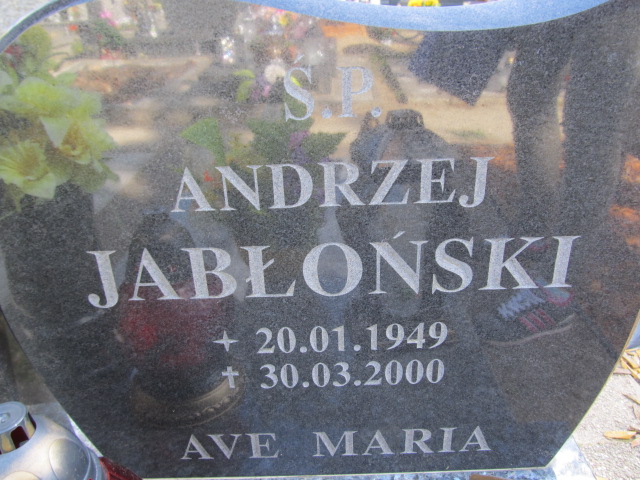 Ś.P.
ANDRZEJ
JABŁOŃSKI
✦ 20.01.1949
✝ 30.03.2000
AVE MARIA